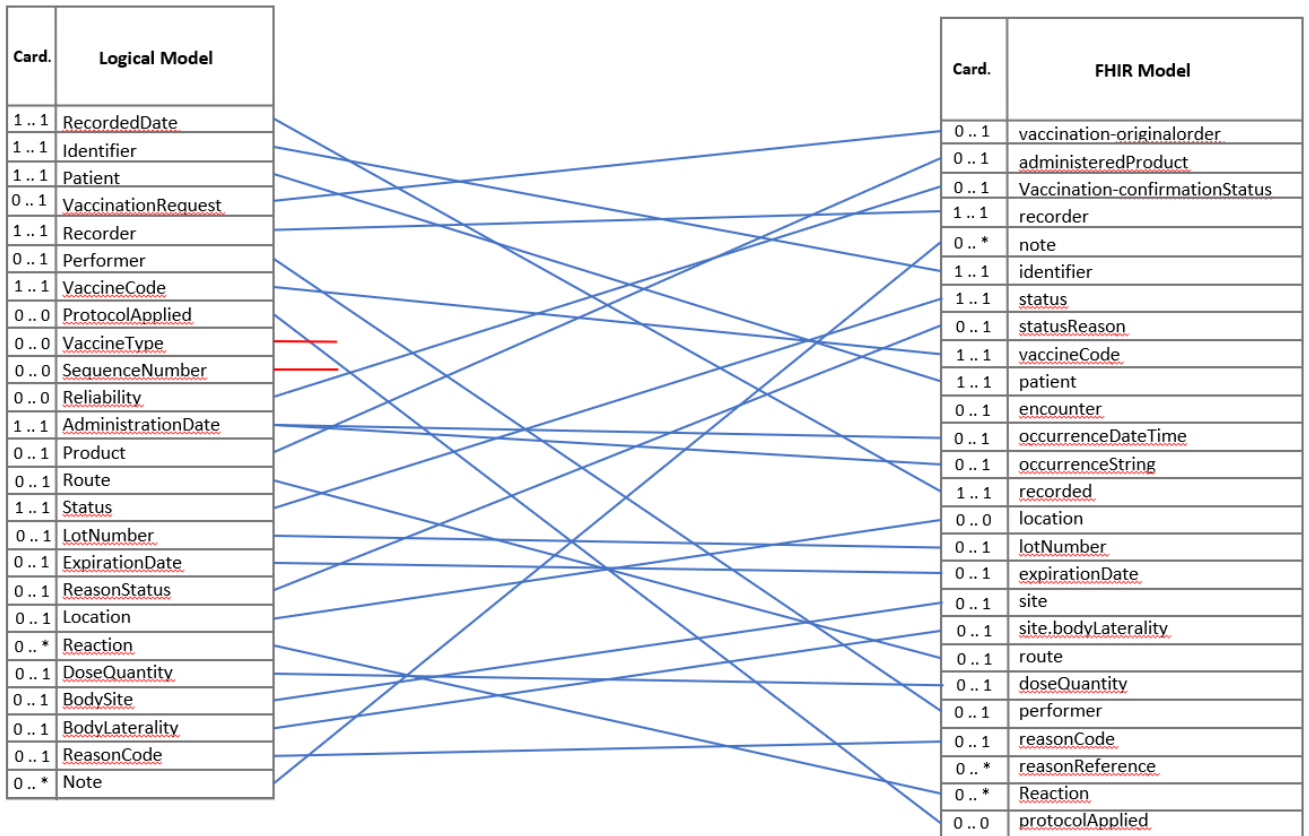 Card. Logical Model
1 .. 1 RecordedDate
1 .. 1 Identifier
1 .. 1 Patient
0 .. 1 VaccinationRequest
1 .. 1 Recorder
0 .. 1 Performer
1 .. 1 VaccineCode
0 .. 0 ProtocolApplied
0 .. 0 VaccineType
0 .. 0 SequenceNumber
0 .. 0 Reliability
1 .. 1 AdministrationDate
0 .. 1 Product
0 .. 1 Route
1 .. 1 Status
0 .. 1 LotNumber
0 .. 1 ExpirationDate
0 .. 1 ReasonStatus
0 .. 1 Location
0 .. * Reaction
0 .. 1 DoseQuantity
0 .. 1 BodySite
0 .. 1 BodyLaterality
0 .. 1 ReasonCode
0 .. * Note
Card. FHIR Model
0 .. 1 vaccination-originalorder
0 .. 1 administeredProduct
0 .. 1 Vaccination-confirmationStatus
1 .. 1 recorder
0 .. * note
1 .. 1 identifier
1 .. 1 status
0 .. 1 statusReason
1 .. 1 vaccineCode
1 .. 1 patient
0 .. 1 encounter
0 .. 1 occurrenceDateTime
0 .. 1 occurrenceString
1 .. 1 recorded
0 .. 0 location
0 .. 1 lotNumber
0 .. 1 expirationDate
0 .. 1 site
0 .. 1 site.bodyLaterality
0 .. 1 route
0 .. 1 doseQuantity
0 .. 1 performer
0 .. 1 reasonCode
0 .. * reasonReference
0 .. * Reaction
0 .. 0 protocolApplied